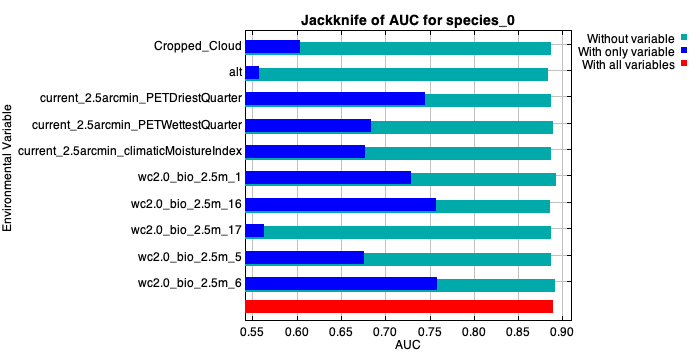 Jackknife of AUC for species_0
Without variable
With only variable
With all variables
Environmental Variable
Cropped_Cloud
alt
current_2.5arcmin_PETDriestQuarter
current_2.5arcmin_PETWettestQuarter
current_2.5arcmin_climaticMoistureIndex
wc2.0_bio_2.5m_1
wc2.0_bio_2.5m_16
wc2.0_bio_2.5m_17
wc2.0_bio_2.5m_5
wc2.0_bio_2.5m_6
0.55 0.60 0.65 0.70 0.75 0.80 0.85 0.90
AUC